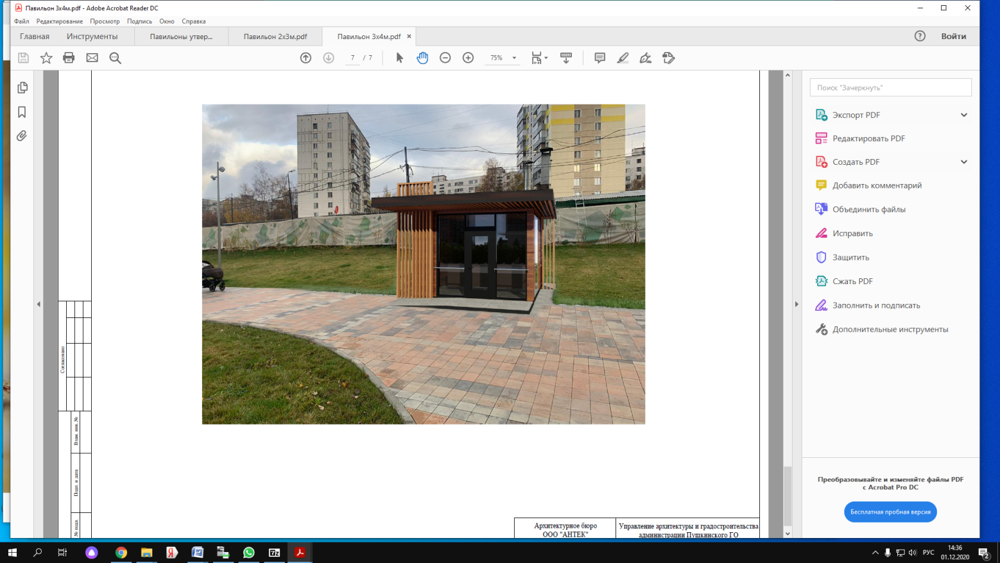 Павильон 3х4м.pdf - Adobe Acrobat Reader DC
Файл Редактирование Просмотр Подпись Окно Справка
Главная Инструменты Павильоны утвер... Павильон 2х3м.pdf Павильон 3х4м.pdf × ? Войти
7 / 7 75%
Поиск "Зачеркнуть"
Экспорт PDF
Редактировать PDF
Создать PDF
Добавить комментарий
Объединить файлы
Исправить
Защитить
Сжать PDF
Заполнить и подписать
Дополнительные инструменты
Преобразовывайте и изменяйте файлы PDF
с Acrobat Pro DC
Бесплатная пробная версия
Согласовано
Взам. инв. №
Подп. и дата
№ подл.
Архитектурное бюро
ООО "АНТЕК"
Управление архитектуры и градостроительства
администрации Пушкинского ГО
Я W 7z РУС 14:36
01.12.2020 2